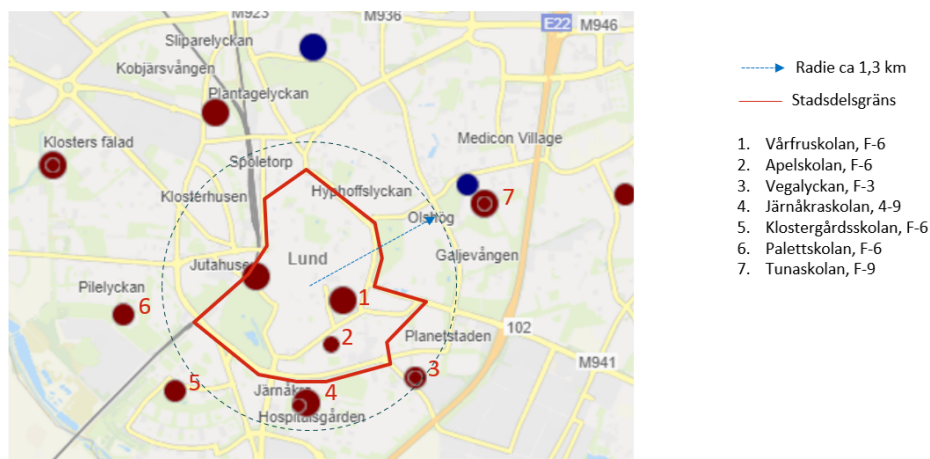 M923
M936
E22
M946
Sliparelyckan
Kobjärsvången
Plantagelyckan
Medicon Village
Klosters fälad
Spoletorp
Klosterhusen
Hyphoffslyckan
7
Olshög
Galjevången
Lund
Jutahusen
Pilelyckan
1
6
102
2
Planetstaden
M941
3
5
Järnåkra
4
Hospitalsgården
Radie ca 1,3 km
Stadsdelsgräns
1. Vårfruskolan, F-6
2. Apelskolan, F-6
3. Vegalyckan, F-3
4. Järnåkraskolan, 4-9
5. Klostergårdsskolan, F-6
6. Palettskolan, F-6
7. Tunaskolan, F-9